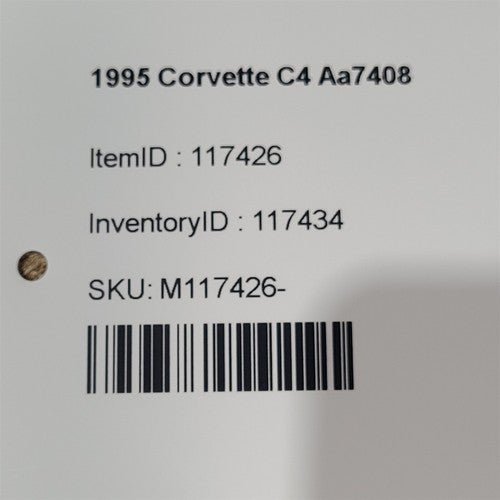 1995 Corvette C4 Aa7408
ItemID : 117426
InventoryID : 117434
SKU: M117426-